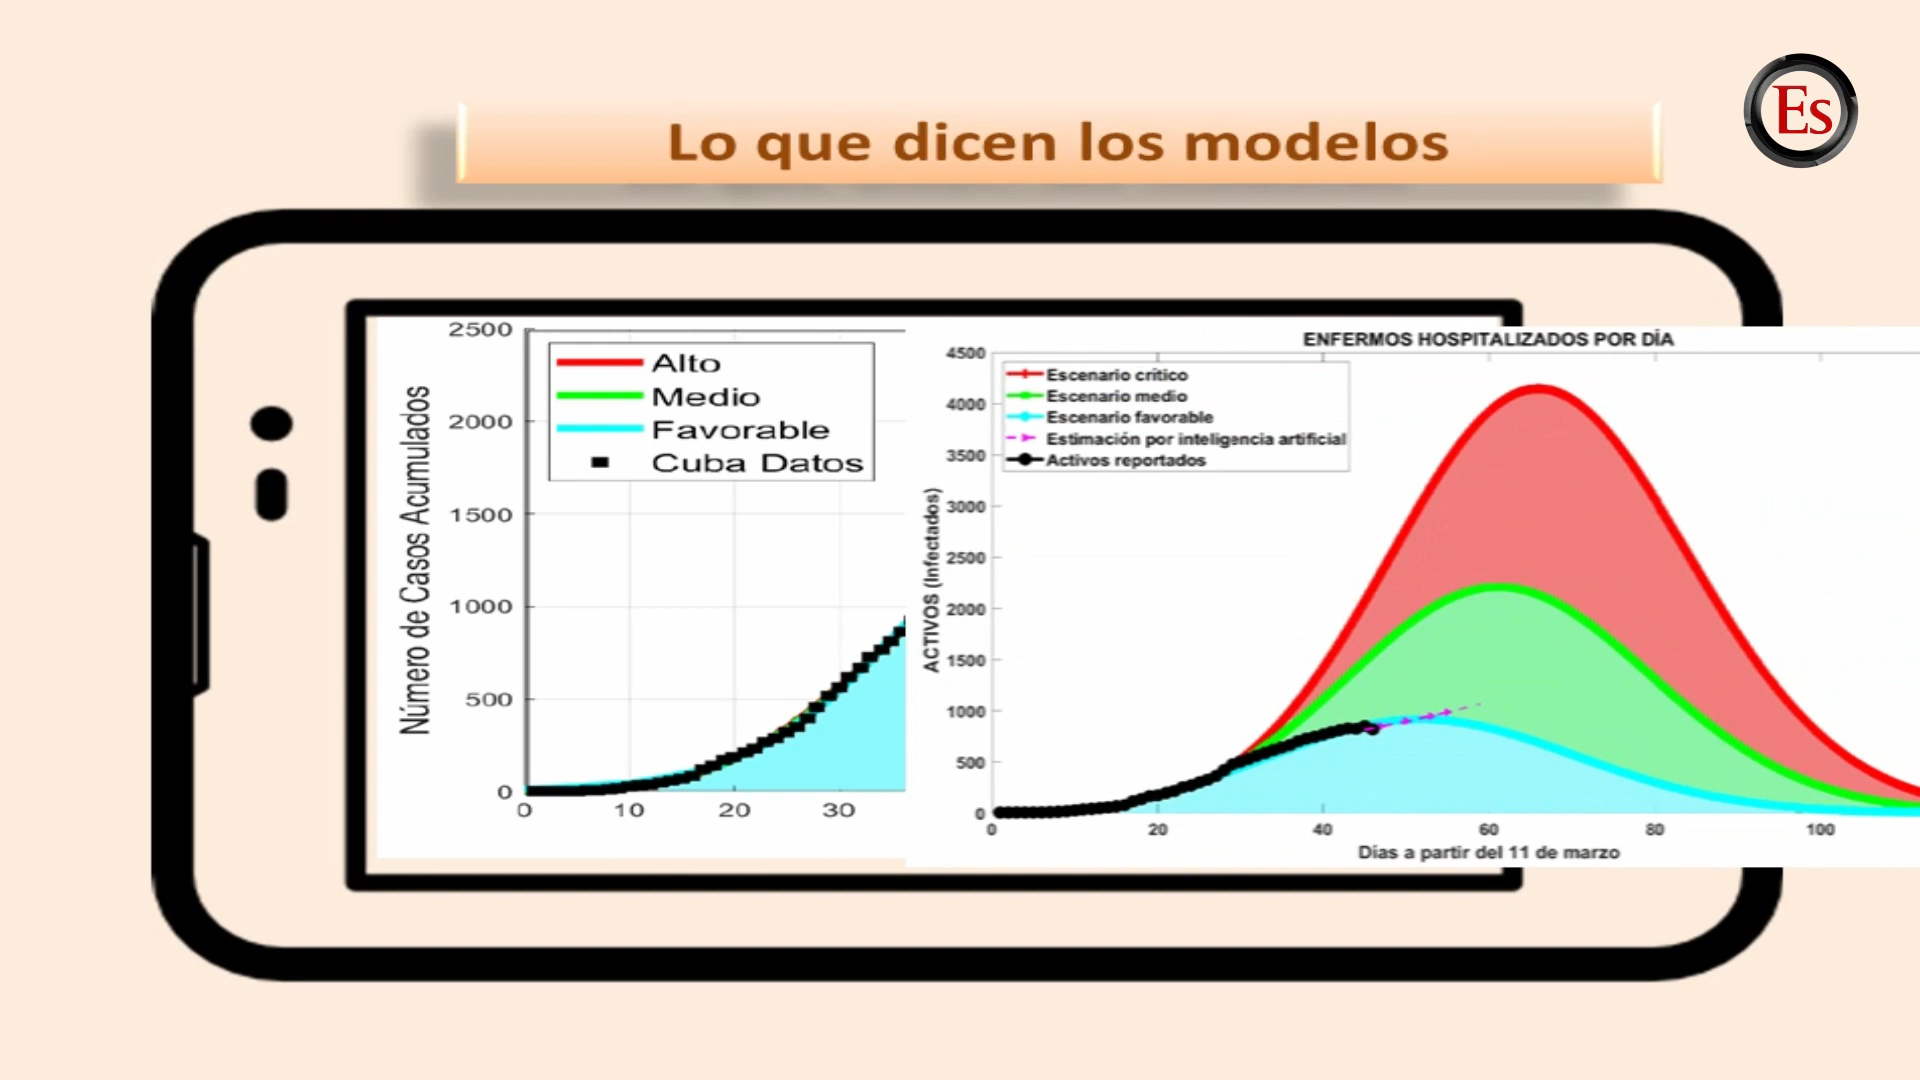 Lo que dicen los modelos
Es
2500
2000
1500
1000
500
0
Número de Casos Acumulados
Alto
Medio
Favorable
Cuba Datos
0 10 20 30
ENFERMOS HOSPITALIZADOS POR DÍA
4500
4000
3500
3000
2500
2000
1500
1000
500
0
ACTIVOS (Infectados)
Escenario crítico
Escenario medio
Escenario favorable
Estimación por inteligencia artificial
Activos reportados
0 20 40 60 80 100
Dias a partir del 11 de marzo